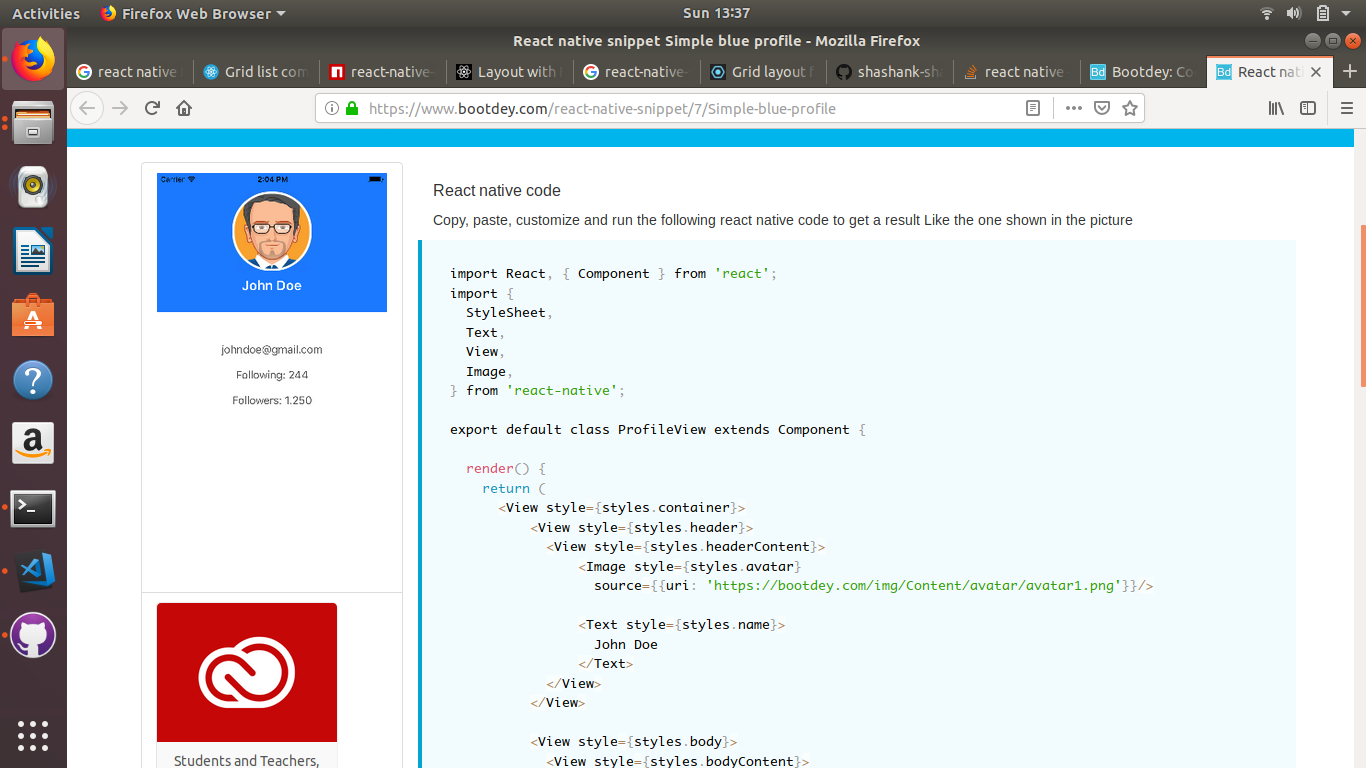 Activities
Firefox Web Browser
Sun 13:37
React native snippet Simple blue profile - Mozilla Firefox
react native
Grid list com
react-native-
Layout with
react-native-
Grid layout f
shashank-sha
react native
Bootdey: Co
React nati
https://www.bootdey.com/react-native-snippet/7/Simple-blue-profile
Carrier
2:04 PM
John Doe
johndoe@gmail.com
Following: 244
Followers: 1.250
Students and Teachers,
React native code
Copy, paste, customize and run the following react native code to get a result Like the one shown in the picture
import React, { Component } from 'react';
import {
  StyleSheet,
  Text,
  View,
  Image,
} from 'react-native';
export default class ProfileView extends Component {
  render() {
    return (
      <View style={styles.container}>
          <View style={styles.header}>
            <View style={styles.headerContent}>
                <Image style={styles.avatar}
                  source={{uri: 'https://bootdey.com/img/Content/avatar/avatar1.png'}}/>
                <Text style={styles.name}>
                  John Doe
                </Text>
            </View>
          </View>
          <View style={styles.body}>
            <View style={styles.bodyContent}>